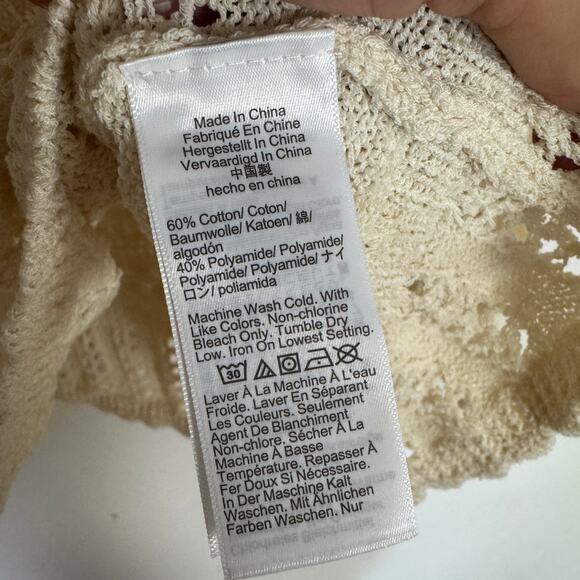 Made In China
Fabriqué En Chine
Hergestellt In China
Vervaardigd In China
中国製
hecho en china
60% Cotton/ Coton/
Baumwolle/ Katoen/ 綿/
algodón
40% Polyamide/ Polyamide/
Polyamide/ Polyamide/ ナイ
ロン/ poliamida
Machine Wash Cold. With
Like Colors. Non-chlorine
Bleach Only. Tumble Dry
Low. Iron On Lowest Setting.
30
Laver À La Machine À L'eau
Froide. Laver En Séparant
Les Couleurs. Seulement
Agent De Blanchiment
Non-chlore. Sécher À La
Machine À Basse
Température. Repasser À
Fer Doux Si Nécessaire.
In Der Maschine Kalt
Waschen, Mit Ähnlichen
Farben Waschen. Nur